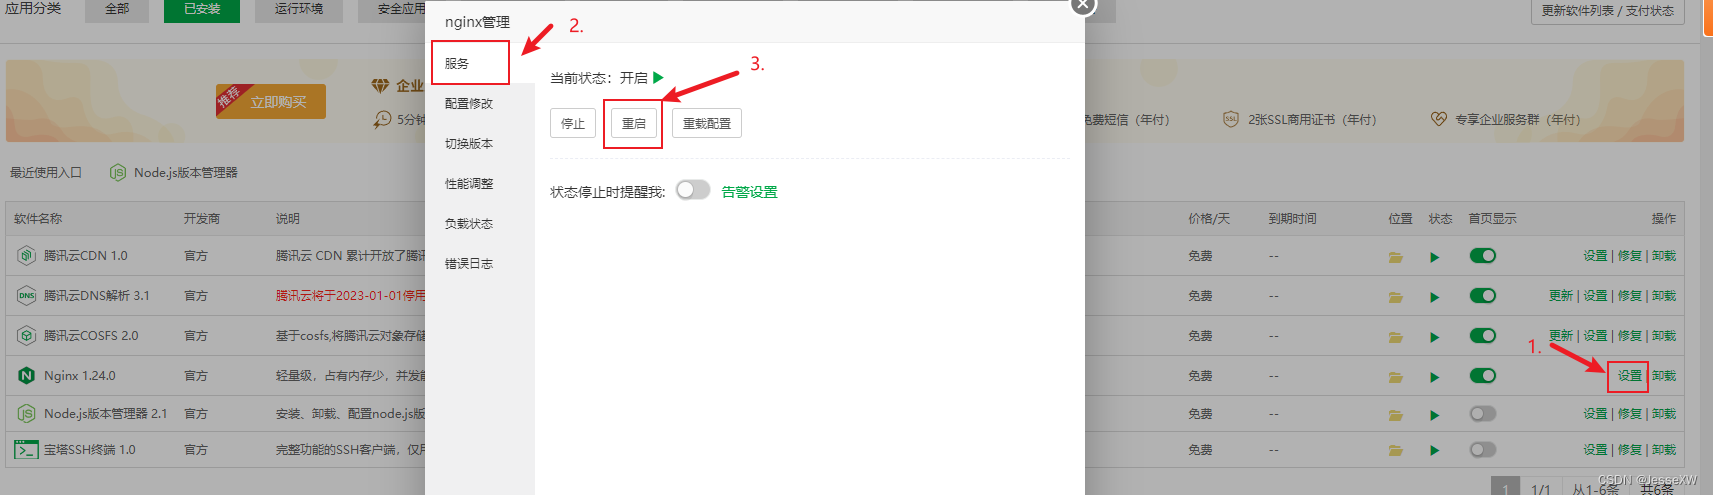 应用分类 全部 已安装 运行环境 安全应用 更新软件列表 / 支付状态
nginx管理
2.
服务
3.
当前状态：开启
推荐 立即购买
企业
5分钟
配置修改
停止 重启 重载配置
免费短信（年付） 2张SSL商用证书（年付） 专享企业服务群（年付）
切换版本
最近使用入口 Node.js版本管理器
性能调整
状态停止时提醒我: 告警设置
软件名称 开发商 说明 价格/天 到期时间 位置 状态 首页显示 操作
负载状态
腾讯云CDN 1.0 官方 腾讯云 CDN 累计开放了腾讯 免费 -- 设置 | 修复 | 卸载
错误日志
腾讯云DNS解析 3.1 官方 腾讯云将于2023-01-01停用 免费 -- 更新 | 设置 | 修复 | 卸载
腾讯云COSFS 2.0 官方 基于cosfs,将腾讯云对象存储 免费 -- 更新 | 设置 | 修复 | 卸载
1.
Nginx 1.24.0 官方 轻量级，占有内存少，并发能 免费 -- 设置 | 卸载
Node.js版本管理器 2.1 官方 安装、卸载、配置node.js版 免费 -- 设置 | 修复 | 卸载
宝塔SSH终端 1.0 官方 完整功能的SSH客户端，仅用 免费 -- 设置 | 修复 | 卸载
1 1/1 从1-6条 共6条
CSDN @JesseXW